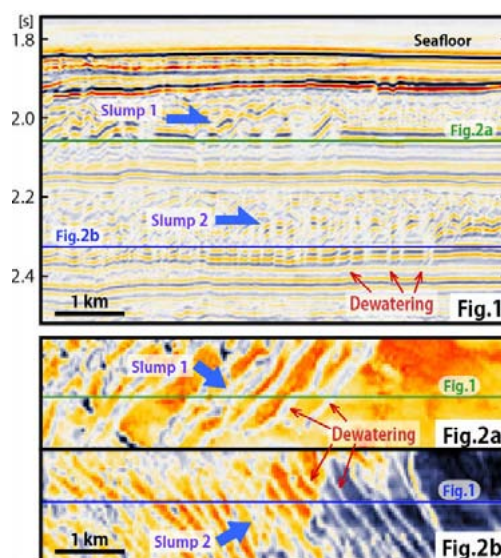 [s]
1.8
Seafloor
Slump 1
2.0
Fig.2a
2.2
Slump 2
Fig.2b
2.4
Dewatering
1 km
Fig.1
Slump 1
Fig.1
Dewatering
Fig.2a
Fig.1
Slump 2
1 km
Fig.2b